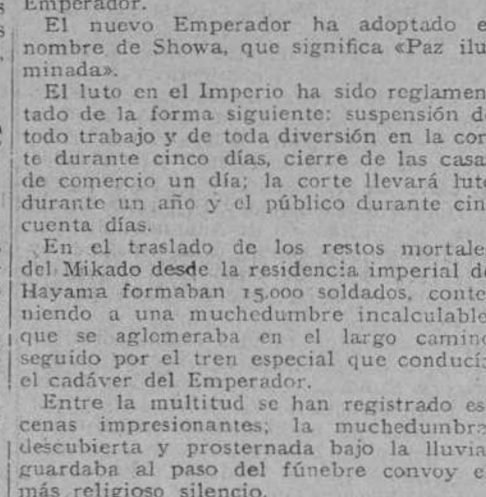 Emperador.
El nuevo Emperador ha adoptado e
nombre de Showa, que significa «Paz ilu
minada».
El luto en el Imperio ha sido reglamen
tado de la forma siguiente: suspensión d
todo trabajo y de toda diversión en la cor
te durante cinco días, cierre de las casa
de comercio un día; la corte llevará luto
durante un año y el público durante cin
cuenta días.
En el traslado de los restos mortale
del Mikado desde la residencia imperial de
Hayama formaban 15.000 soldados, conte
niendo a una muchedumbre incalculable
que se aglomeraba en el largo camino
seguido por el tren especial que conducí
el cadáver del Emperador.
Entre la multitud se han registrado es
cenas impresionantes; la muchedumbre
descubierta y prosternada bajo la lluvia
guardaba al paso del fúnebre convoy e
más religioso silencio.